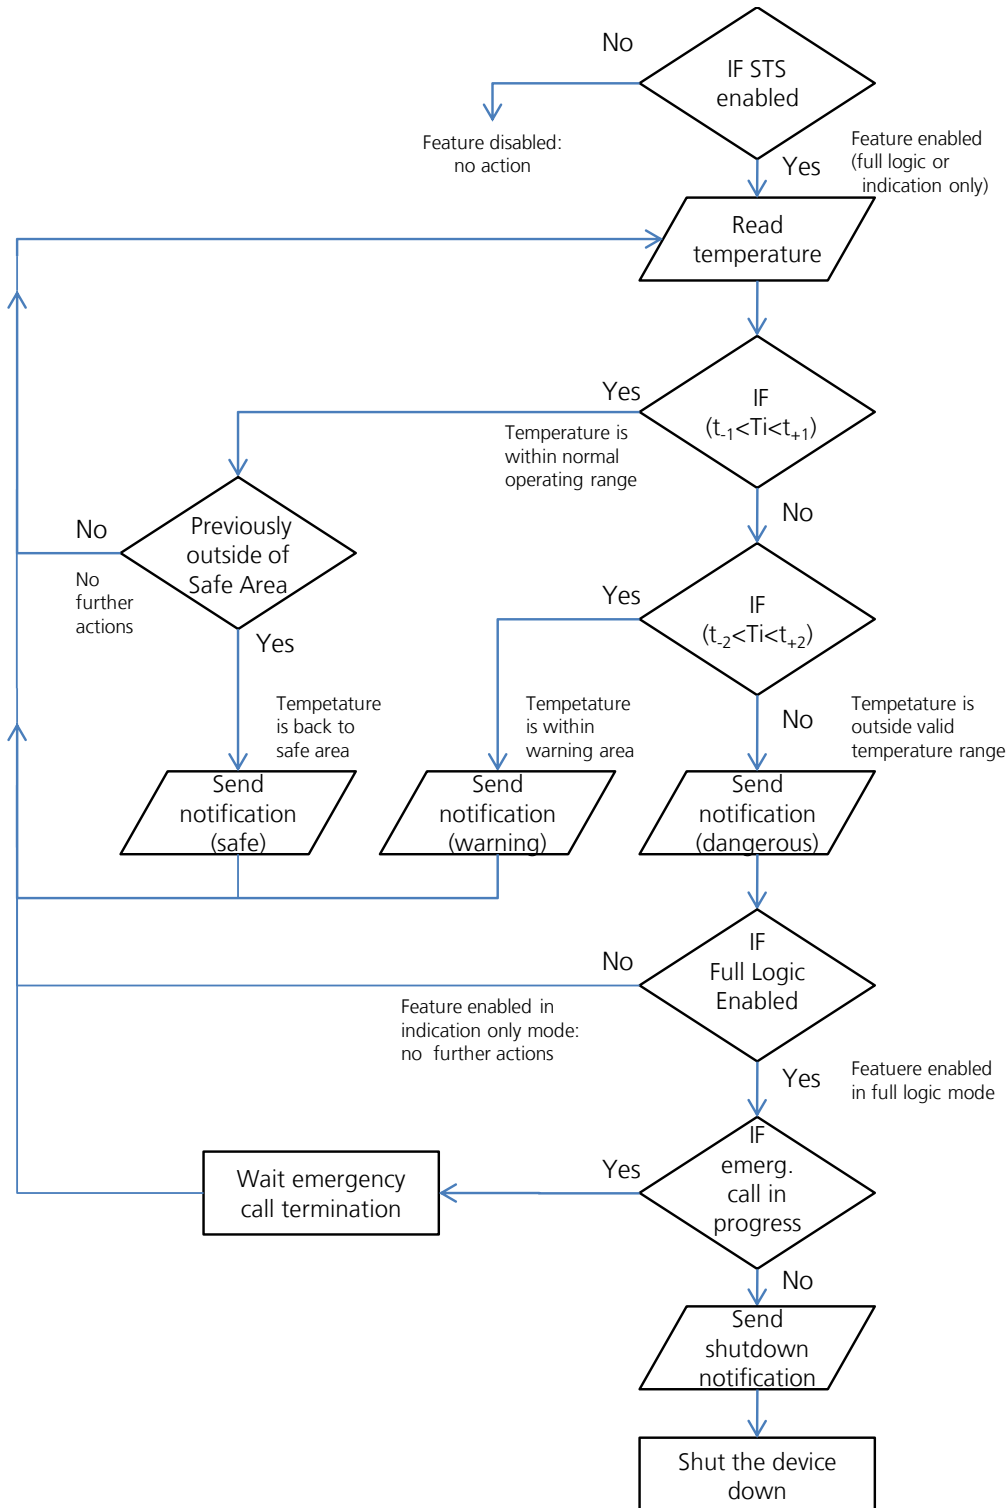 No
IF STS
enabled
Feature disabled:
no action
Yes
Feature enabled
(full logic or
indication only)
Read
temperature
Yes
IF
(t-1<Ti<t+1)
Temperature is
within normal
operating range
No
No
Previously
outside of
Safe Area
No
further
actions
Yes
Yes
IF
(t-2<Ti<t+2)
Tempetature
is back to
safe area
Tempetature
is within
warning area
No
Tempetature is
outside valid
temperature range
Send
notification
(safe)
Send
notification
(warning)
Send
notification
(dangerous)
No
IF
Full Logic
Enabled
Feature enabled in
indication only mode:
no further actions
Yes
Featuere enabled
in full logic mode
Wait emergency
call termination
Yes
IF
emerg.
call in
progress
No
Send
shutdown
notification
Shut the device
down